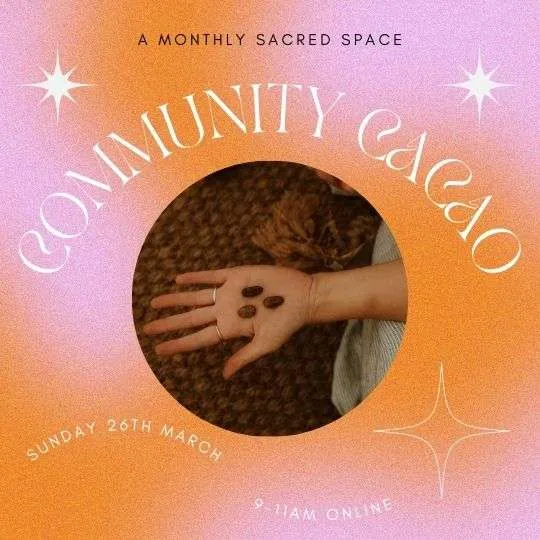 A MONTHLY SACRED SPACE
COMMUNITY CACAO
SUNDAY 26TH MARCH
9-11AM ONLINE